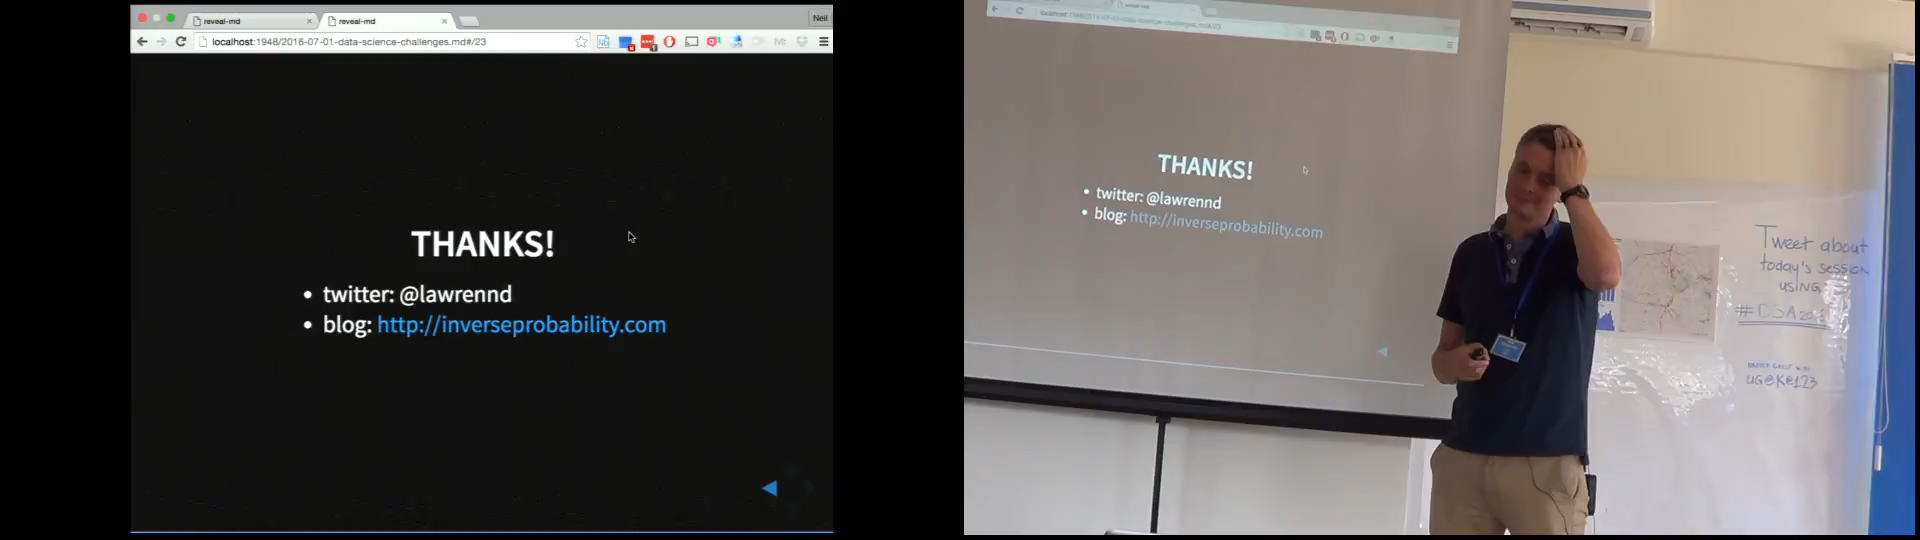 reveal-md
reveal-md
Neil
localhost:1948/2016-07-01-data-science-challenges.md#/23
THANKS!
twitter: @lawrennd
blog: http://inverseprobability.com
THANKS!
twitter: @lawrennd
blog: http://inverseprobability.com
Tweet about
today's session
USING